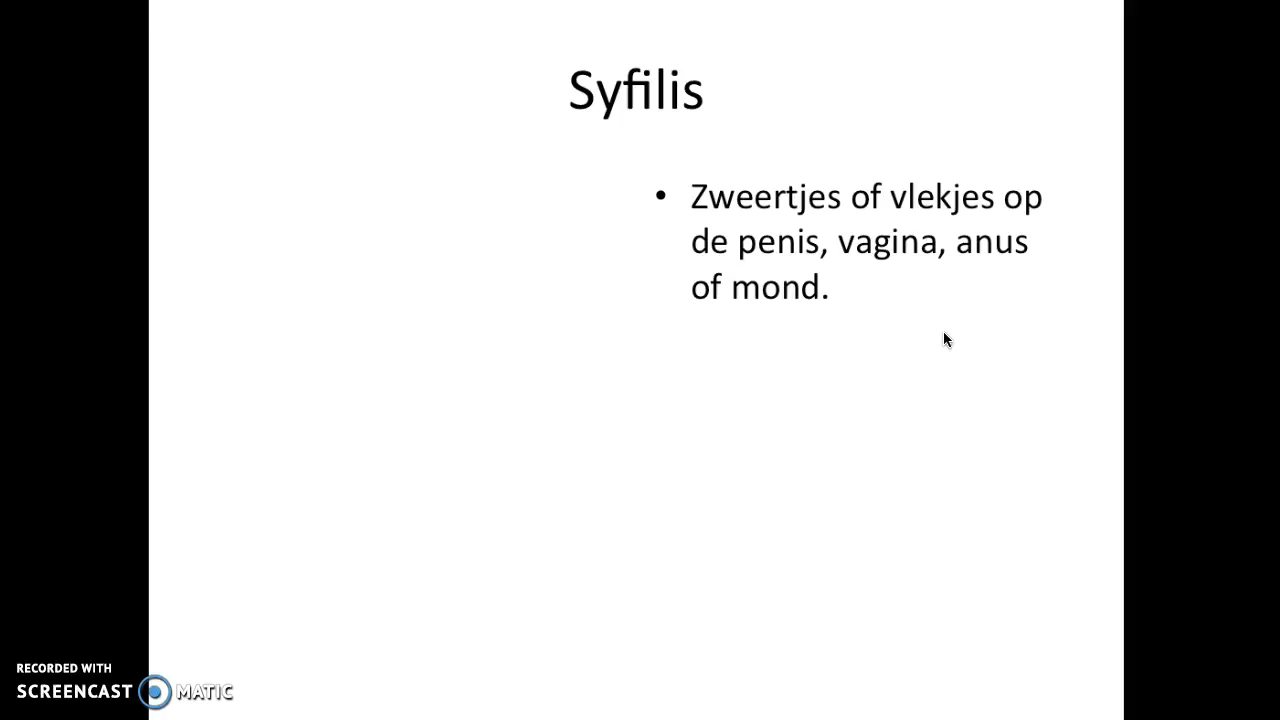 Syfilis
• Zweertjes of vlekjes op
de penis, vagina, anus
of mond.
RECORDED WITH
SCREENCAST MATIC